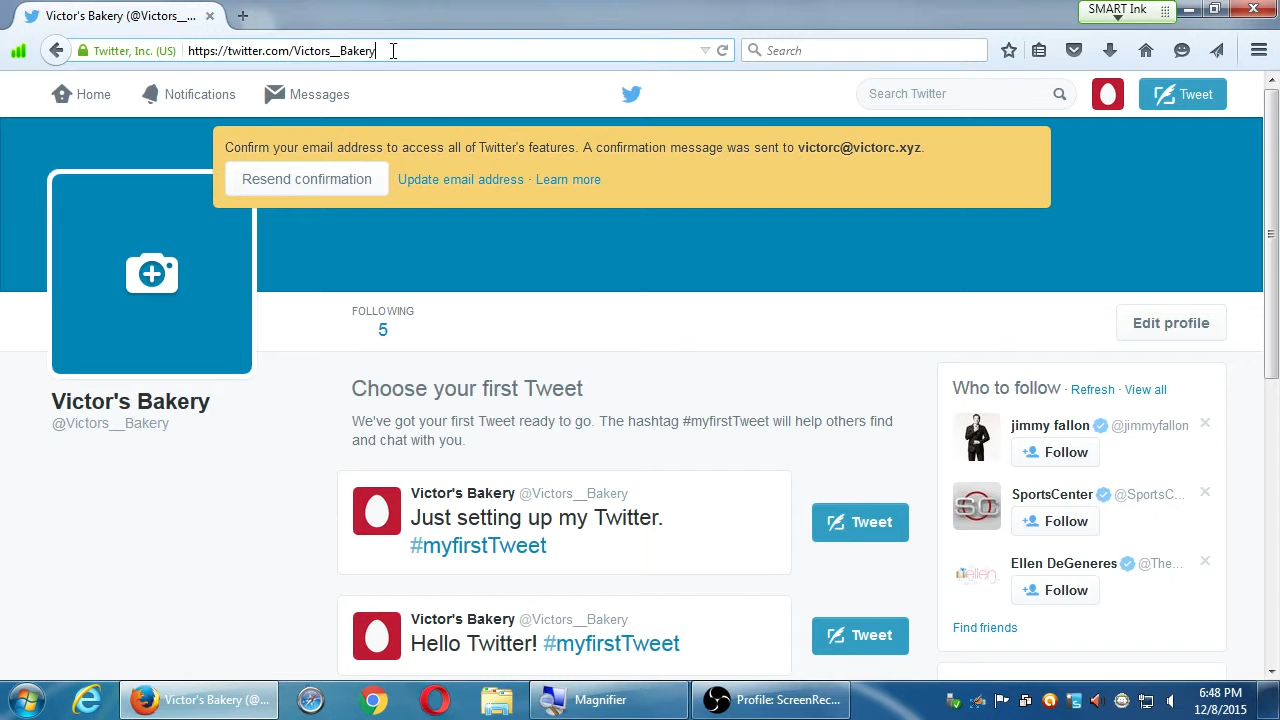 Victor's Bakery (@Victors__...
SMART Ink
Twitter, Inc. (US)
https://twitter.com/Victors__Bakery
Search
Home
Notifications
Messages
Search Twitter
Tweet
Confirm your email address to access all of Twitter's features. A confirmation message was sent to victorc@victorc.xyz.
Resend confirmation
Update email address · Learn more
FOLLOWING
5
Edit profile
Victor's Bakery
@Victors__Bakery
Choose your first Tweet
We've got your first Tweet ready to go. The hashtag #myfirstTweet will help others find
and chat with you.
Victor's Bakery @Victors__Bakery
Just setting up my Twitter.
#myfirstTweet
Tweet
Victor's Bakery @Victors__Bakery
Hello Twitter! #myfirstTweet
Tweet
Who to follow · Refresh · View all
jimmy fallon @jimmyfallon
Follow
SportsCenter @SportsC...
Follow
SC
Ellen DeGeneres @The...
Follow
ellen
Find friends
Victor's Bakery (@...
Magnifier
Profile: ScreenRec...
6:48 PM
12/8/2015